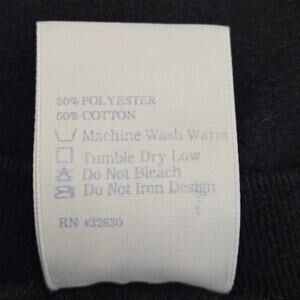 50% POLYESTER
50% COTTON
Machine Wash Warm
Tumble Dry Low
Do Not Bleach
Do Not Iron Design
RN #32630